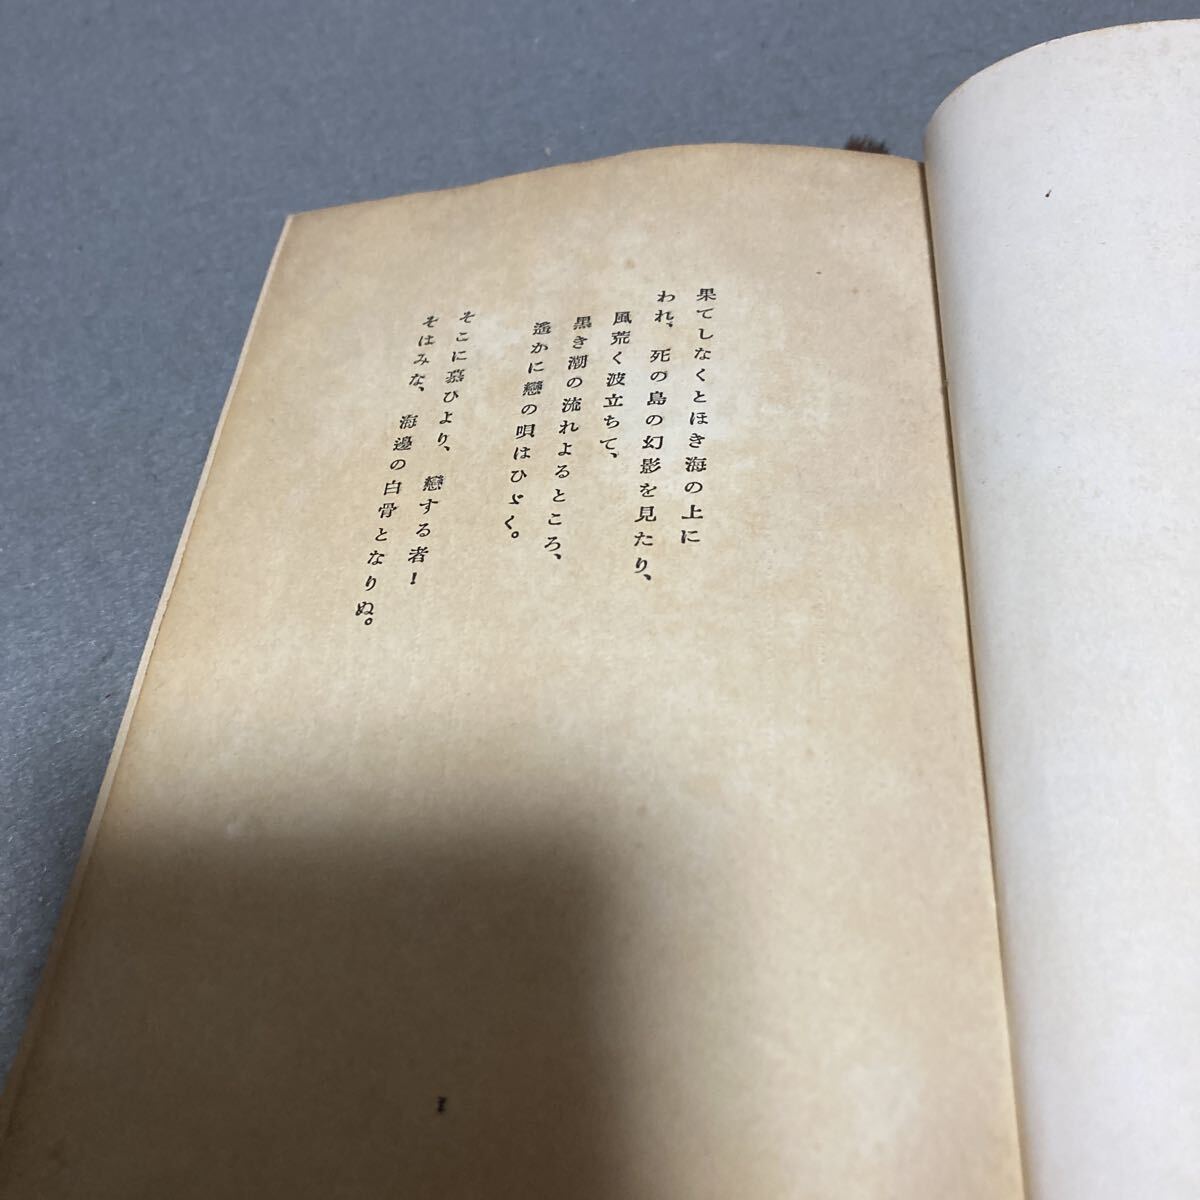 果てしなくとほき海の上に
われ、死の島の幻影を見たり、
風荒く波立ちて、
黒き潮の流れよるところ、
遙かに戀の唄はひゞく。
そこに慕ひより、戀する者！
そはみな、海邊の白骨となりぬ。